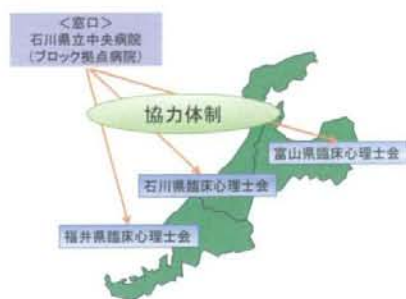 ＜窓口＞
石川県立中央病院
(ブロック拠点病院)
協力体制
富山県臨床心理士会
石川県臨床心理士会
福井県臨床心理士会